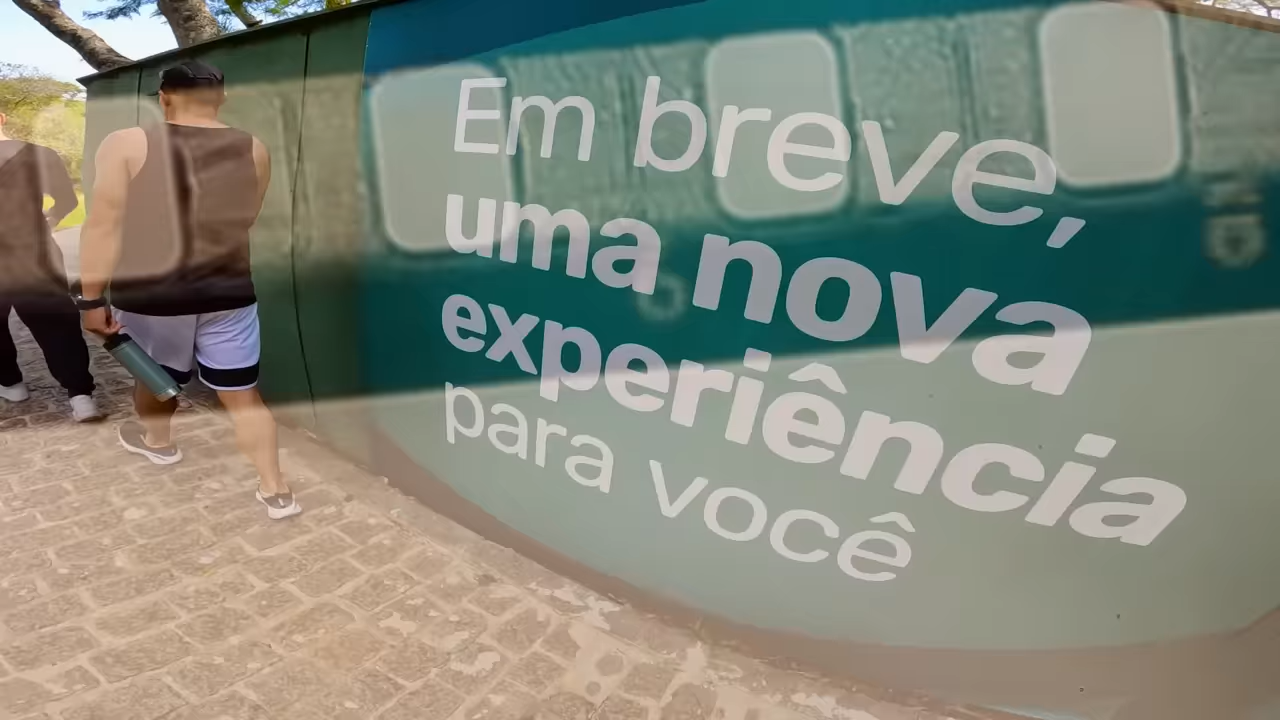 Em breve,
uma nova
experiência
para você